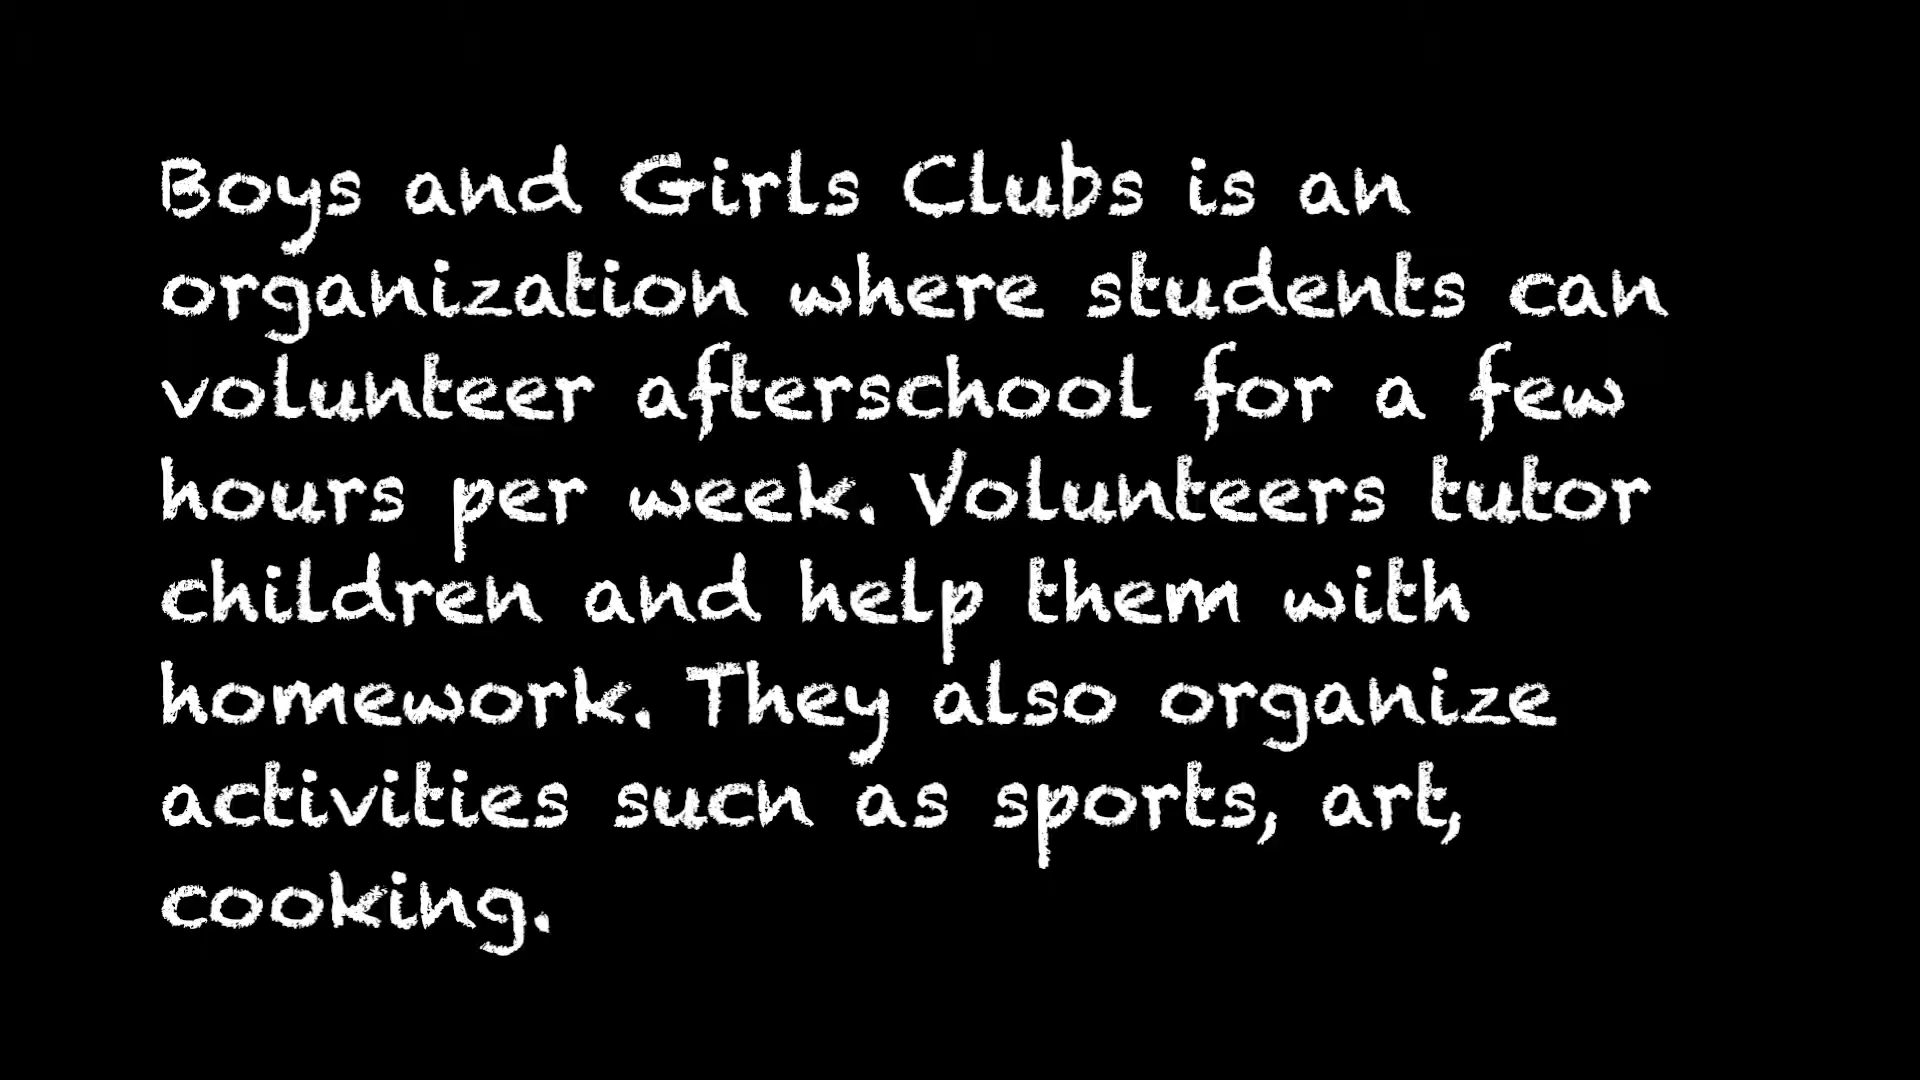 Boys and Girls Clubs is an
organization where students can
volunteer afterschool for a few
hours per week. Volunteers tutor
children and help them with
homework. They also organize
activities such as sports, art,
cooking.